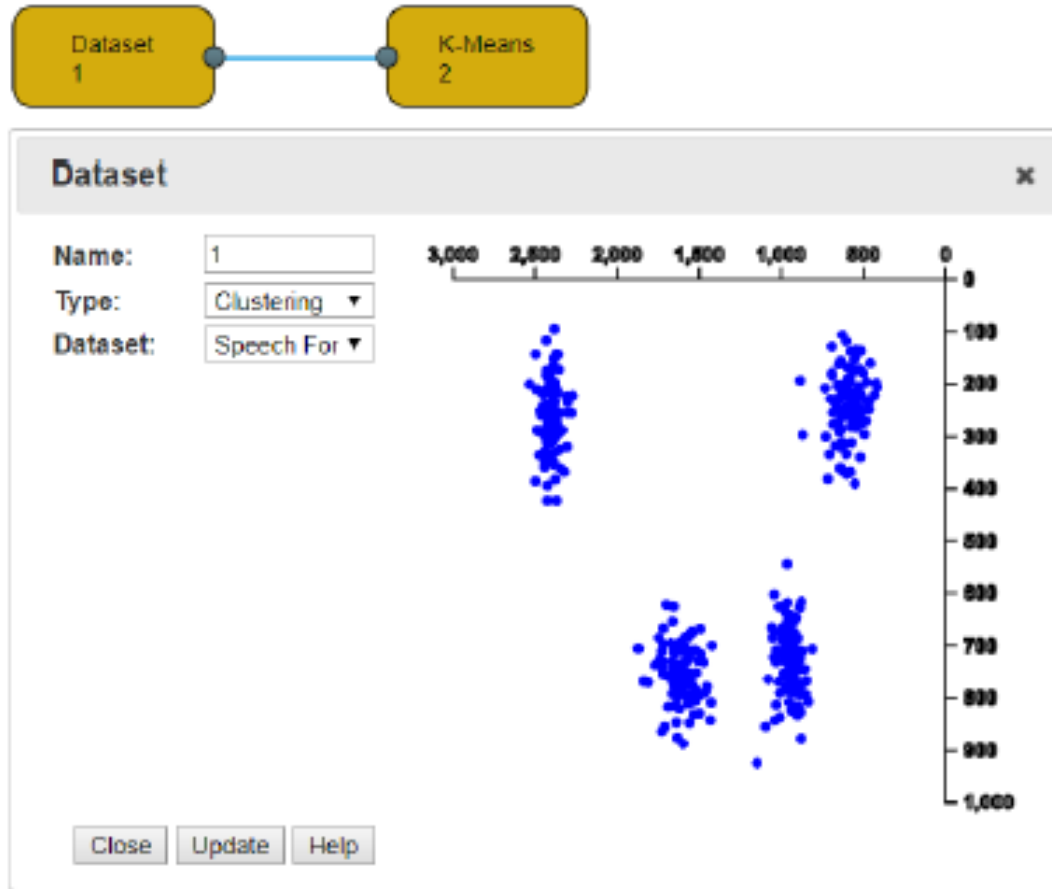 Dataset
1
K-Means
2
Dataset
Name: 1
Type: Clustering
Dataset: Speech For
3,000 2,500 2,000 1,500 1,000 500 0
0
100
200
300
400
500
600
700
800
900
1,000
Close Update Help